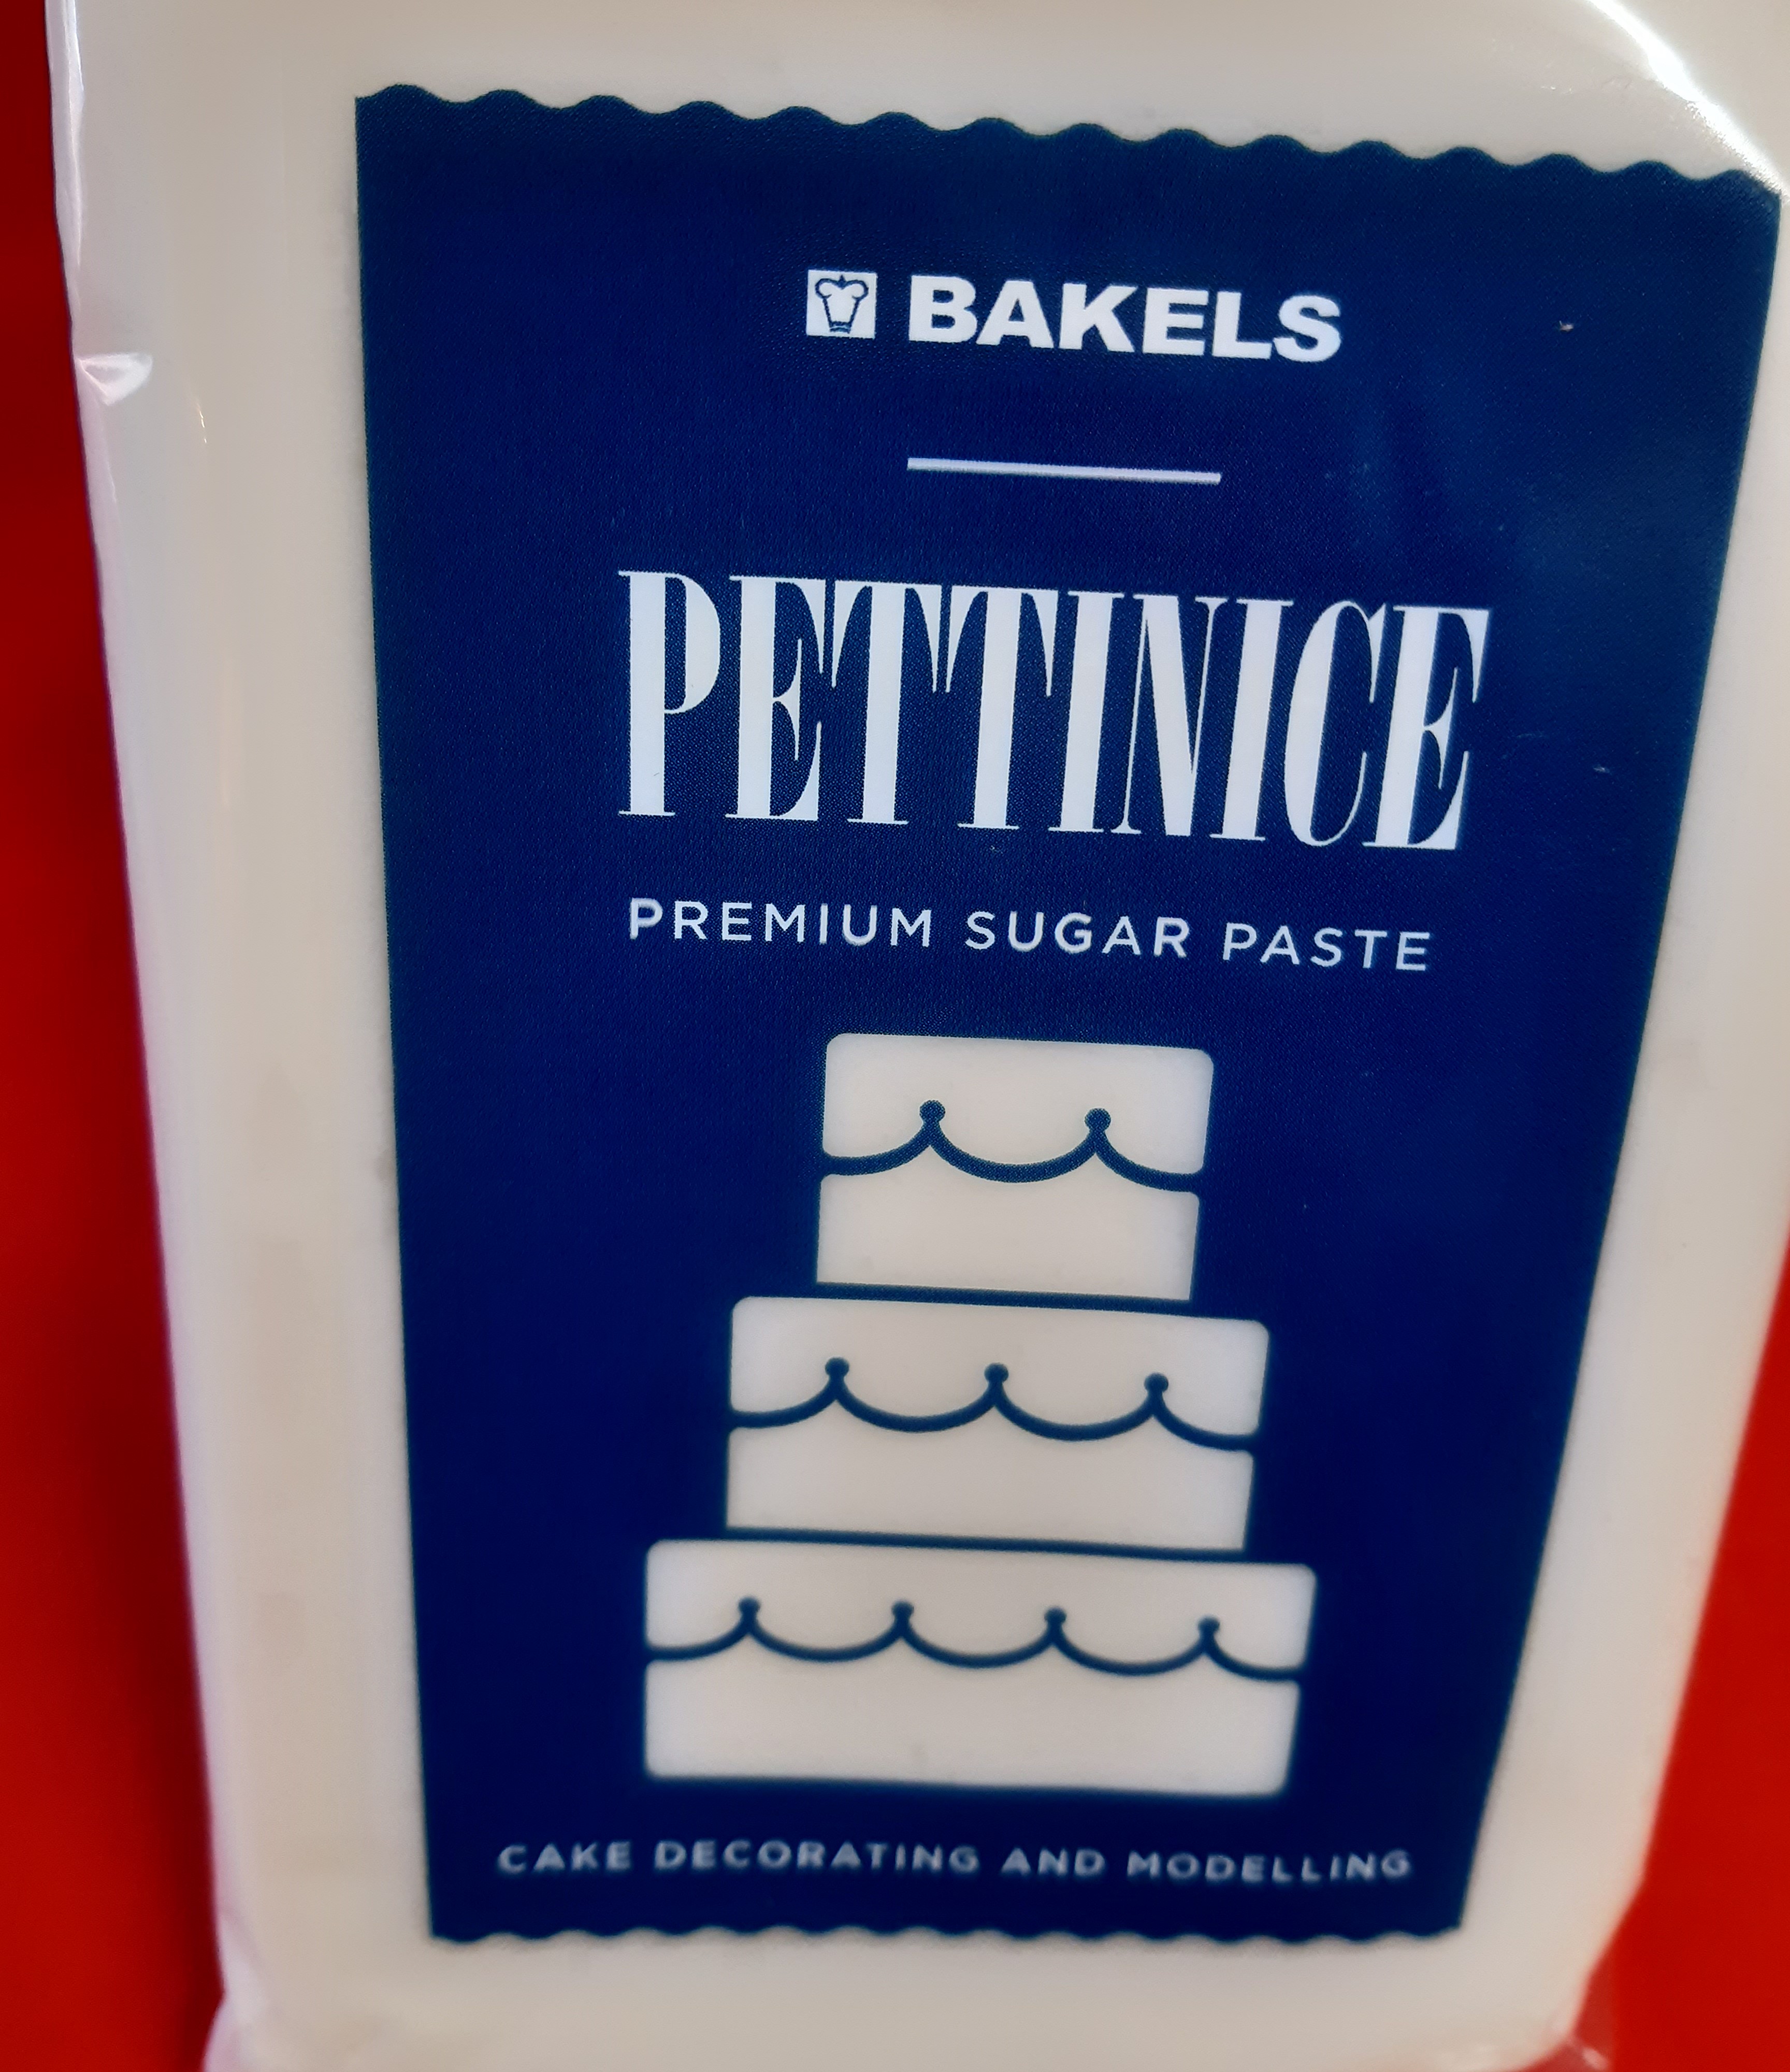 BAKELS
PETTINICE
PREMIUM SUGAR PASTE
CAKE DECORATING AND MODELLING